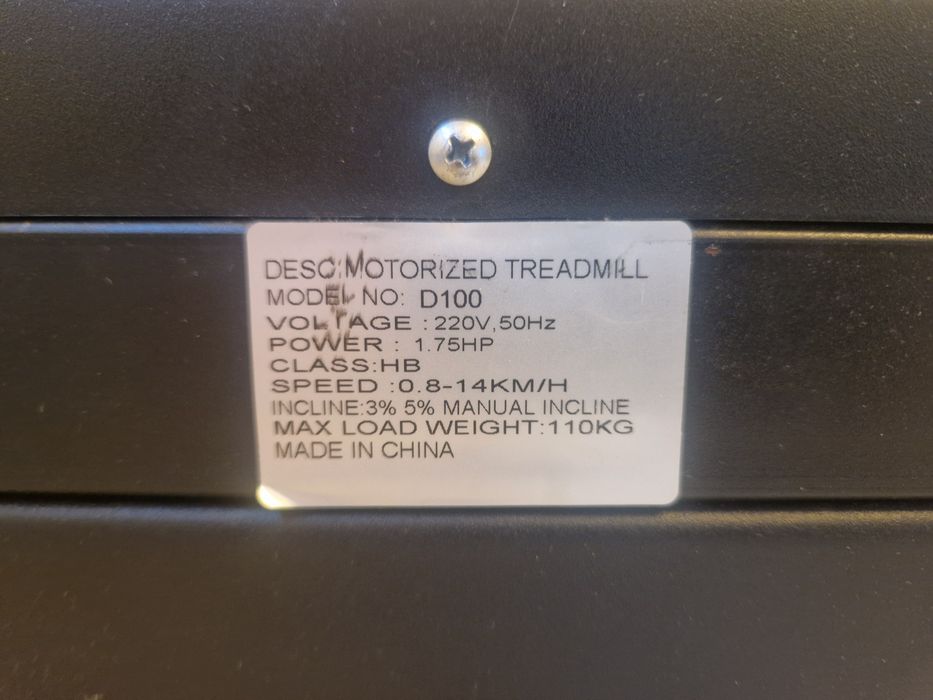 DESC:MOTORIZED TREADMILL
MODEL NO: D100
VOLTAGE :220V,50Hz
POWER : 1.75HP
CLASS:HB
SPEED :0.8-14KM/H
INCLINE:3% 5% MANUAL INCLINE
MAX LOAD WEIGHT:110KG
MADE IN CHINA